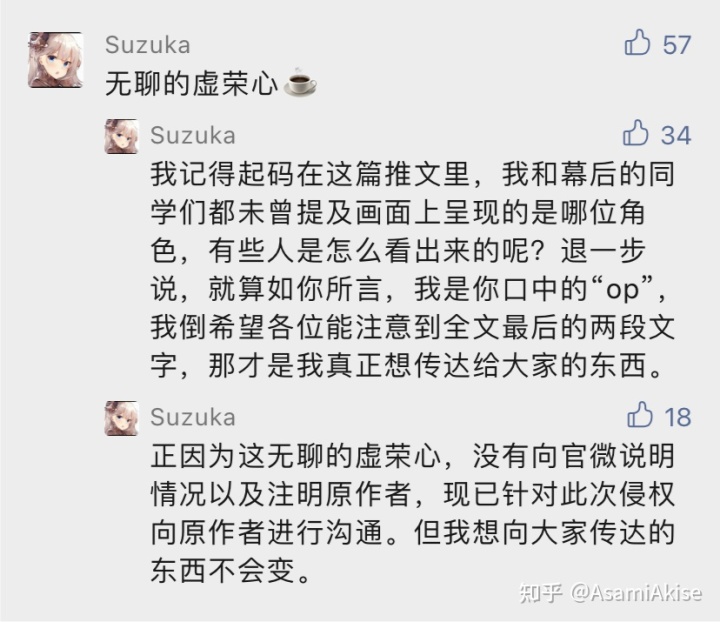 Suzuka
57
无聊的虚荣心☕
Suzuka
34
我记得起码在这篇推文里，我和幕后的同
学们都未曾提及画面上呈现的是哪位角
色，有些人是怎么看出来的呢？退一步
说，就算如你所言，我是你口中的“op”，
我倒希望各位能注意到全文最后的两段文
字，那才是我真正想传达给大家的东西。
Suzuka
18
正因为这无聊的虚荣心，没有向官微说明
情况以及注明原作者，现已针对此次侵权
向原作者进行沟通。但我想向大家传达的
东西不会变。
知乎 @AsamiAkise